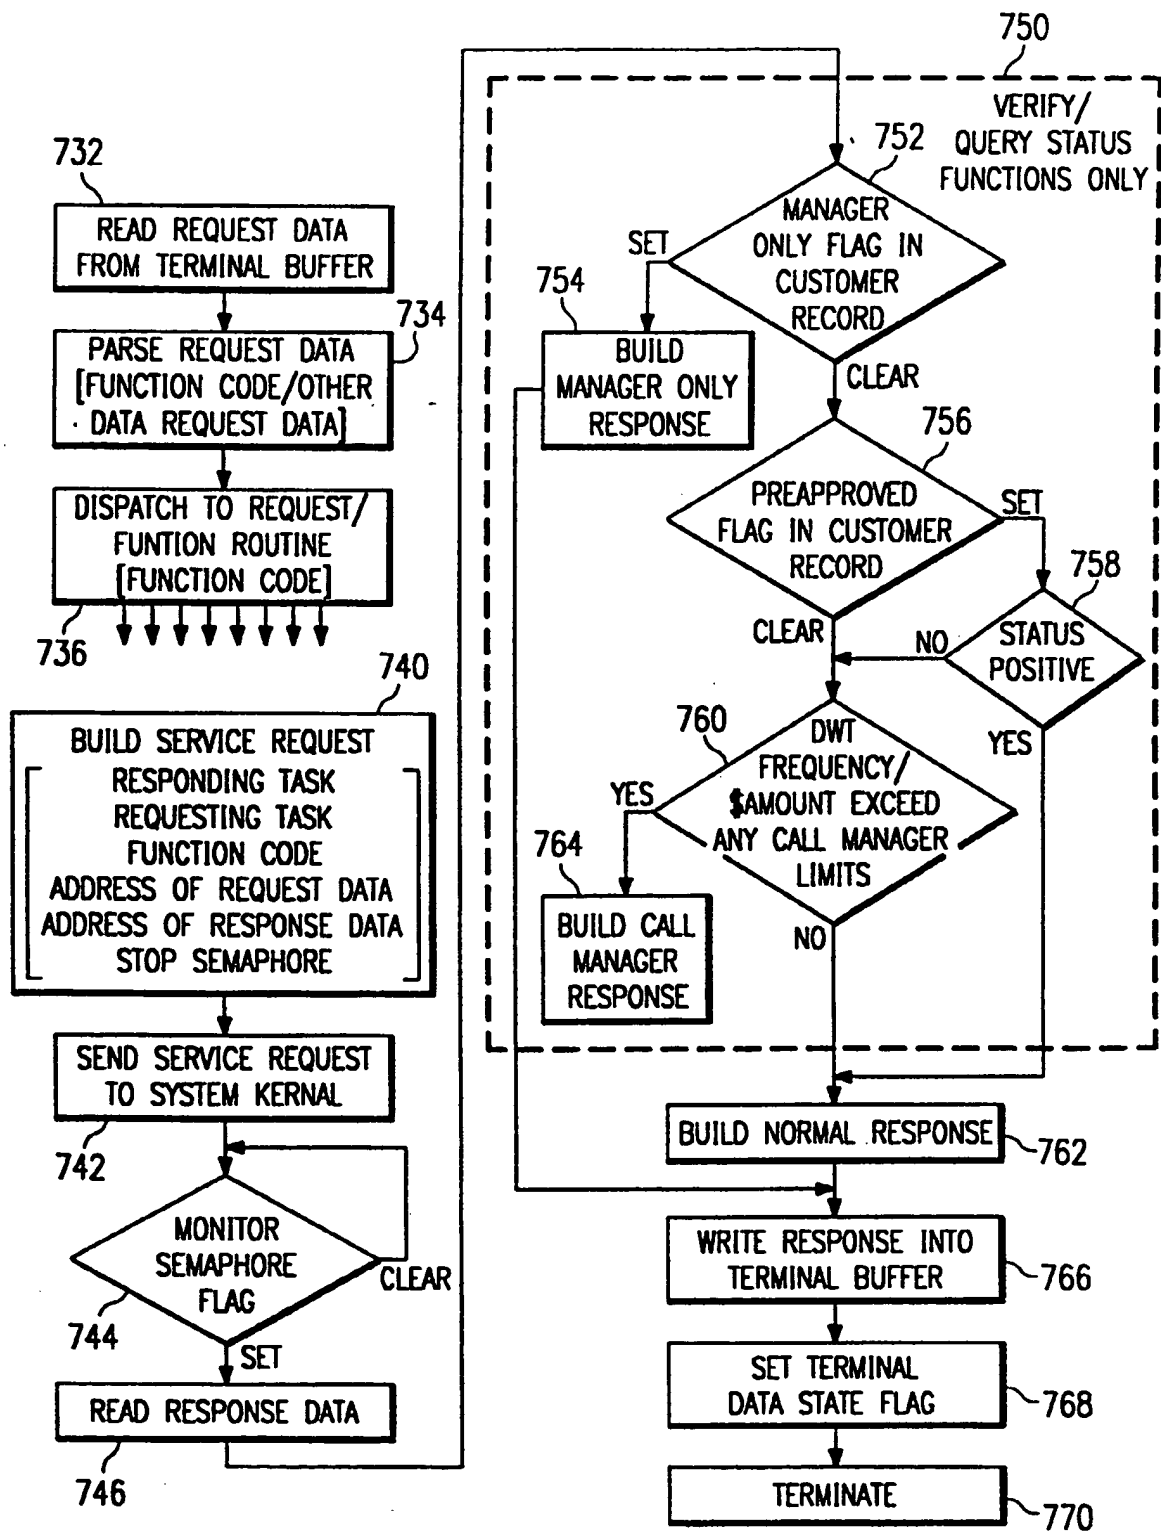 732
READ REQUEST DATA
FROM TERMINAL BUFFER
734
PARSE REQUEST DATA
[FUNCTION CODE/OTHER
DATA REQUEST DATA]
DISPATCH TO REQUEST/
FUNTION ROUTINE
[FUNCTION CODE]
736
740
BUILD SERVICE REQUEST
RESPONDING TASK
REQUESTING TASK
FUNCTION CODE
ADDRESS OF REQUEST DATA
ADDRESS OF RESPONSE DATA
STOP SEMAPHORE
SEND SERVICE REQUEST
TO SYSTEM KERNAL
742
MONITOR
SEMAPHORE
FLAG
CLEAR
744
SET
READ RESPONSE DATA
746
750
VERIFY/
QUERY STATUS
FUNCTIONS ONLY
752
MANAGER
ONLY FLAG IN
CUSTOMER
RECORD
SET
754
BUILD
MANAGER ONLY
RESPONSE
CLEAR
756
PREAPPROVED
FLAG IN CUSTOMER
RECORD
SET
758
CLEAR
NO
STATUS
POSITIVE
YES
760
DWT
FREQUENCY/
$AMOUNT EXCEED
ANY CALL MANAGER
LIMITS
YES
764
BUILD CALL
MANAGER
RESPONSE
NO
BUILD NORMAL RESPONSE
762
WRITE RESPONSE INTO
TERMINAL BUFFER
766
SET TERMINAL
DATA STATE FLAG
768
TERMINATE
770